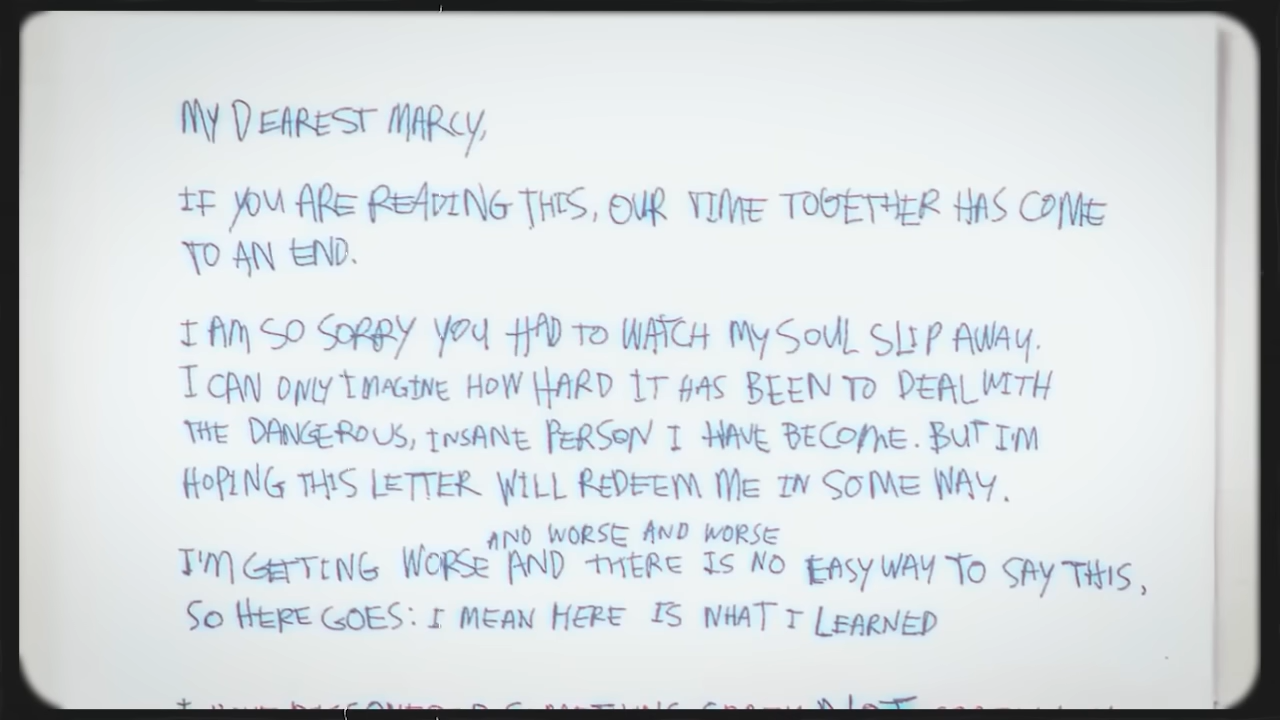 MY DEAREST MARCY,
IF YOU ARE READING THIS, OUR TIME TOGETHER HAS COME
TO AN END.
I AM SO SORRY YOU HAD TO WATCH MY SOUL SLIP AWAY.
I CAN ONLY IMAGINE HOW HARD IT HAS BEEN TO DEAL WITH
THE DANGEROUS, INSANE PERSON I HAVE BECOME. BUT I'M
HOPING THIS LETTER WILL REDEEM ME IN SOME WAY.
AND WORSE AND WORSE
I'M GETTING WORSE AND THERE IS NO EASY WAY TO SAY THIS,
SO HERE GOES: I MEAN HERE IS WHAT I LEARNED